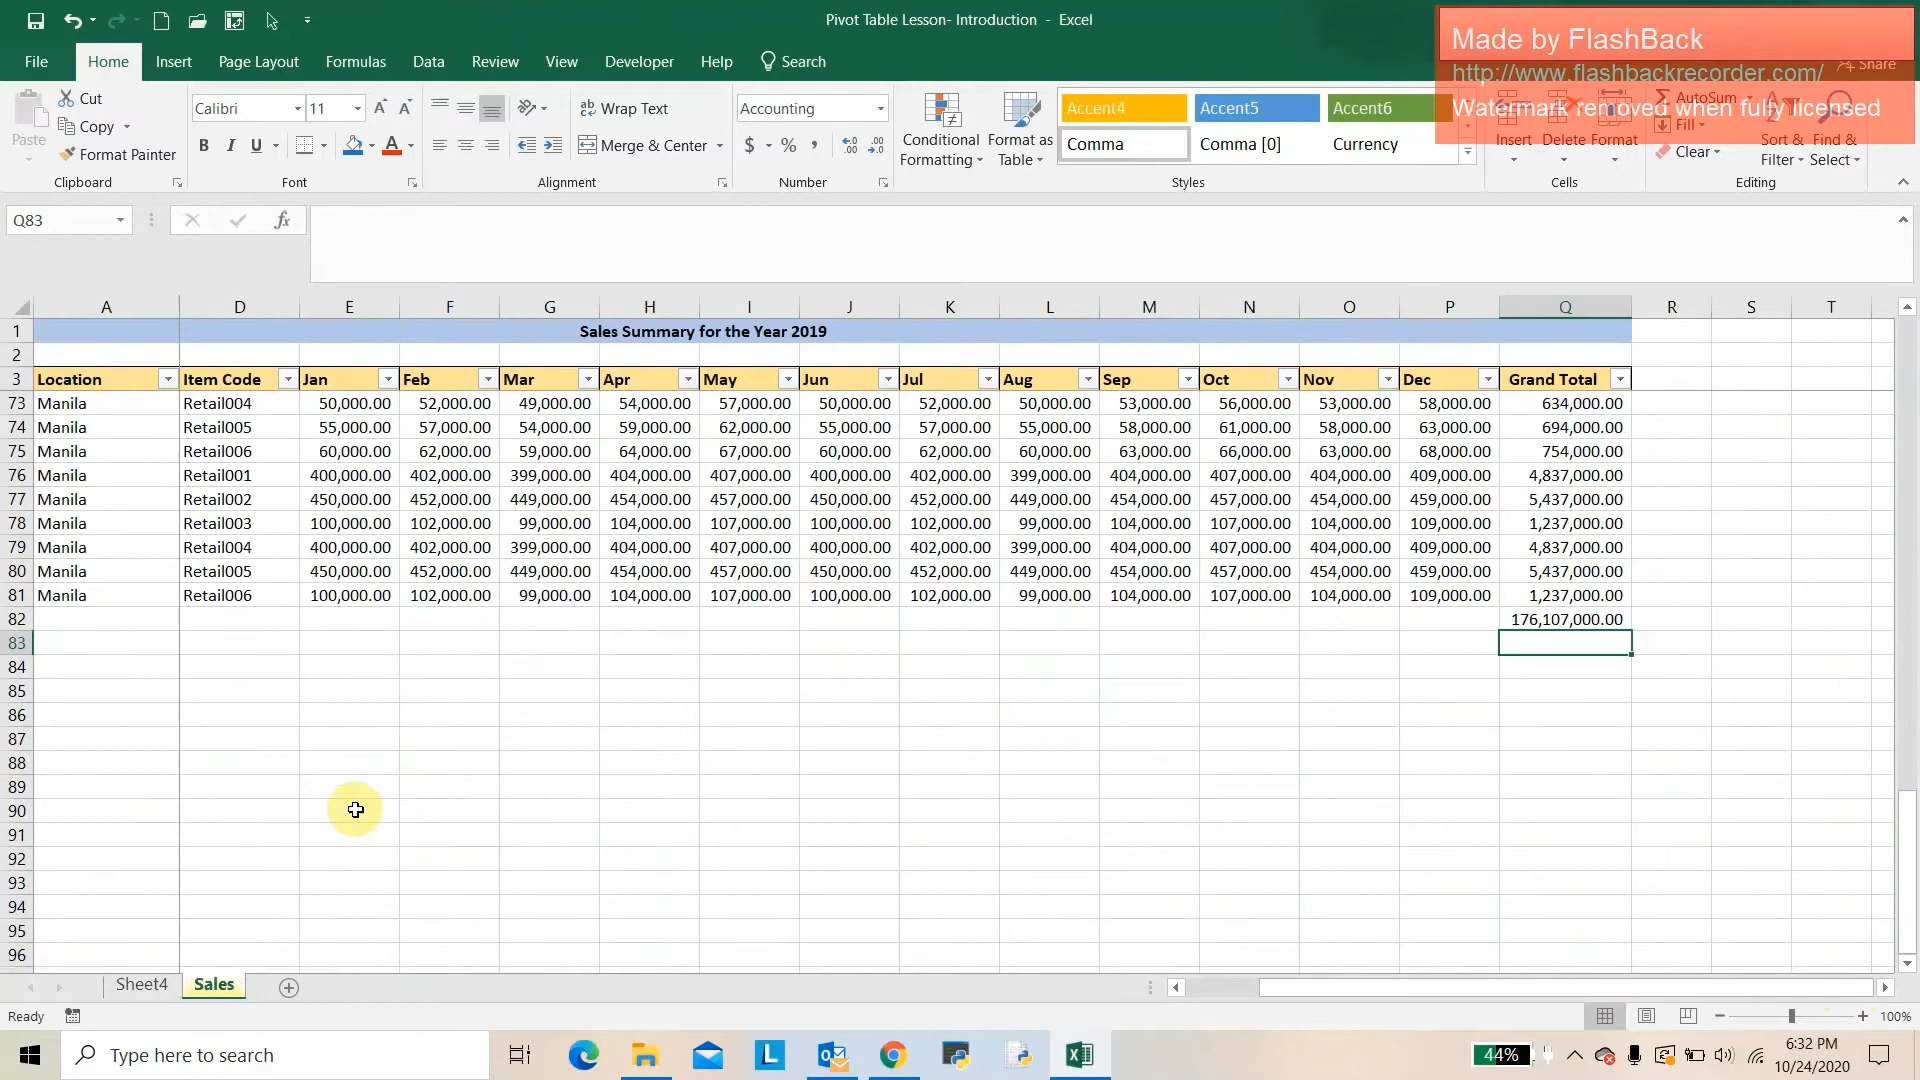 Pivot Table Lesson- Introduction - Excel
Made by FlashBack
http://www.flashbackrecorder.com/
Watermark removed when fully licensed
File Home Insert Page Layout Formulas Data Review View Developer Help Search Share
Paste Cut Copy Format Painter Clipboard
Calibri 11 B I U Font
Wrap Text Merge & Center Alignment
Accounting $ % , Number
Conditional Formatting Format as Table
Accent4 Accent5 Accent6
Comma Comma [0] Currency
Styles
Insert Delete Format Cells
AutoSum Fill Clear Sort & Filter Find & Select Editing
Q83 fx
A D E F G H I J K L M N O P Q R S T
1 Sales Summary for the Year 2019
2
3 Location Item Code Jan Feb Mar Apr May Jun Jul Aug Sep Oct Nov Dec Grand Total
73 Manila Retail004 50,000.00 52,000.00 49,000.00 54,000.00 57,000.00 50,000.00 52,000.00 50,000.00 53,000.00 56,000.00 53,000.00 58,000.00 634,000.00
74 Manila Retail005 55,000.00 57,000.00 54,000.00 59,000.00 62,000.00 55,000.00 57,000.00 55,000.00 58,000.00 61,000.00 58,000.00 63,000.00 694,000.00
75 Manila Retail006 60,000.00 62,000.00 59,000.00 64,000.00 67,000.00 60,000.00 62,000.00 60,000.00 63,000.00 66,000.00 63,000.00 68,000.00 754,000.00
76 Manila Retail001 400,000.00 402,000.00 399,000.00 404,000.00 407,000.00 400,000.00 402,000.00 399,000.00 404,000.00 407,000.00 404,000.00 409,000.00 4,837,000.00
77 Manila Retail002 450,000.00 452,000.00 449,000.00 454,000.00 457,000.00 450,000.00 452,000.00 449,000.00 454,000.00 457,000.00 454,000.00 459,000.00 5,437,000.00
78 Manila Retail003 100,000.00 102,000.00 99,000.00 104,000.00 107,000.00 100,000.00 102,000.00 99,000.00 104,000.00 107,000.00 104,000.00 109,000.00 1,237,000.00
79 Manila Retail004 400,000.00 402,000.00 399,000.00 404,000.00 407,000.00 400,000.00 402,000.00 399,000.00 404,000.00 407,000.00 404,000.00 409,000.00 4,837,000.00
80 Manila Retail005 450,000.00 452,000.00 449,000.00 454,000.00 457,000.00 450,000.00 452,000.00 449,000.00 454,000.00 457,000.00 454,000.00 459,000.00 5,437,000.00
81 Manila Retail006 100,000.00 102,000.00 99,000.00 104,000.00 107,000.00 100,000.00 102,000.00 99,000.00 104,000.00 107,000.00 104,000.00 109,000.00 1,237,000.00
82 176,107,000.00
83
84
85
86
87
88
89
90
91
92
93
94
95
96
Sheet4 Sales
Ready 100%
Type here to search
44%
6:32 PM
10/24/2020